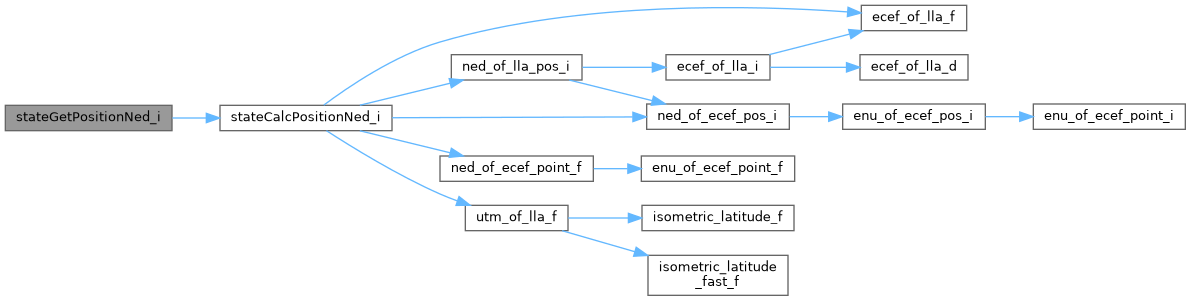 ecef_of_lla_f
ned_of_lla_pos_i
ecef_of_lla_i
ecef_of_lla_d
stateGetPositionNed_i
stateCalcPositionNed_i
ned_of_ecef_pos_i
enu_of_ecef_pos_i
enu_of_ecef_point_i
ned_of_ecef_point_f
enu_of_ecef_point_f
utm_of_lla_f
isometric_latitude_f
isometric_latitude
_fast_f